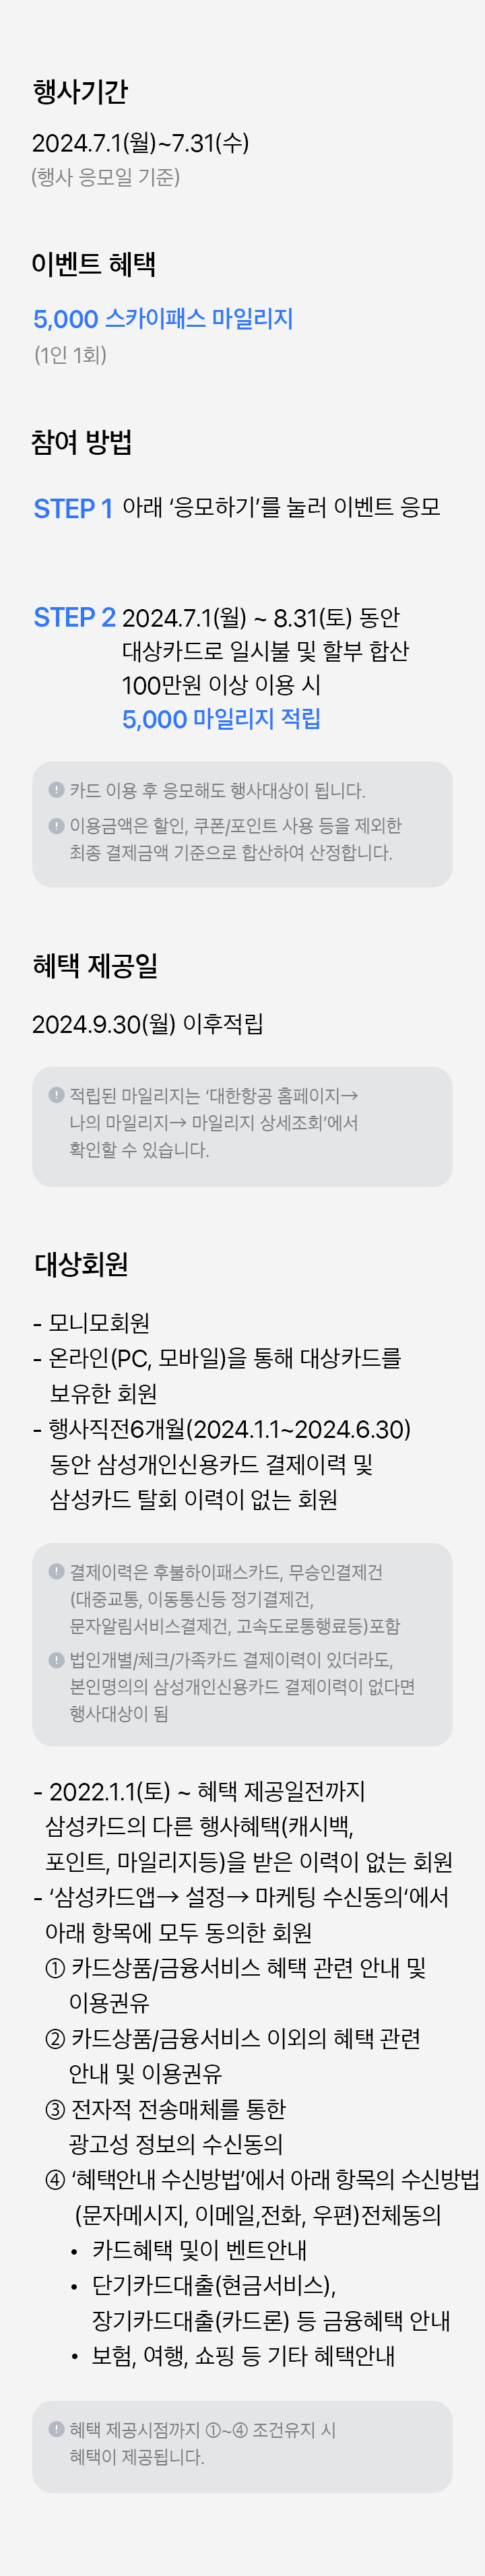 행사기간
2024.7.1(월)~7.31(수)
(행사 응모일 기준)
이벤트 혜택
5,000 스카이패스 마일리지
(1인 1회)
참여 방법
STEP 1 아래 ‘응모하기’를 눌러 이벤트 응모
STEP 2 2024.7.1(월) ~ 8.31(토) 동안
대상카드로 일시불 및 할부 합산
100만원 이상 이용 시
5,000 마일리지 적립
카드 이용 후 응모해도 행사대상이 됩니다.
이용금액은 할인, 쿠폰/포인트 사용 등을 제외한
최종 결제금액 기준으로 합산하여 산정합니다.
혜택 제공일
2024.9.30(월) 이후적립
적립된 마일리지는 ‘대한항공 홈페이지→
나의 마일리지→ 마일리지 상세조회’에서
확인할 수 있습니다.
대상회원
- 모니모회원
- 온라인(PC, 모바일)을 통해 대상카드를
보유한 회원
- 행사직전6개월(2024.1.1~2024.6.30)
동안 삼성개인신용카드 결제이력 및
삼성카드 탈회 이력이 없는 회원
결제이력은 후불하이패스카드, 무승인결제건
(대중교통, 이동통신등 정기결제건,
문자알림서비스결제건, 고속도로통행료등)포함
법인개별/체크/가족카드 결제이력이 있더라도,
본인명의의 삼성개인신용카드 결제이력이 없다면
행사대상이 됨
- 2022.1.1(토) ~ 혜택 제공일전까지
삼성카드의 다른 행사혜택(캐시백,
포인트, 마일리지등)을 받은 이력이 없는 회원
- ‘삼성카드앱→ 설정→ 마케팅 수신동의‘에서
아래 항목에 모두 동의한 회원
① 카드상품/금융서비스 혜택 관련 안내 및
이용권유
② 카드상품/금융서비스 이외의 혜택 관련
안내 및 이용권유
③ 전자적 전송매체를 통한
광고성 정보의 수신동의
④ ‘혜택안내 수신방법’에서 아래 항목의 수신방법
(문자메시지, 이메일,전화, 우편)전체동의
• 카드혜택 및이 벤트안내
• 단기카드대출(현금서비스),
장기카드대출(카드론) 등 금융혜택 안내
• 보험, 여행, 쇼핑 등 기타 혜택안내
혜택 제공시점까지 ①~④ 조건유지 시
혜택이 제공됩니다.